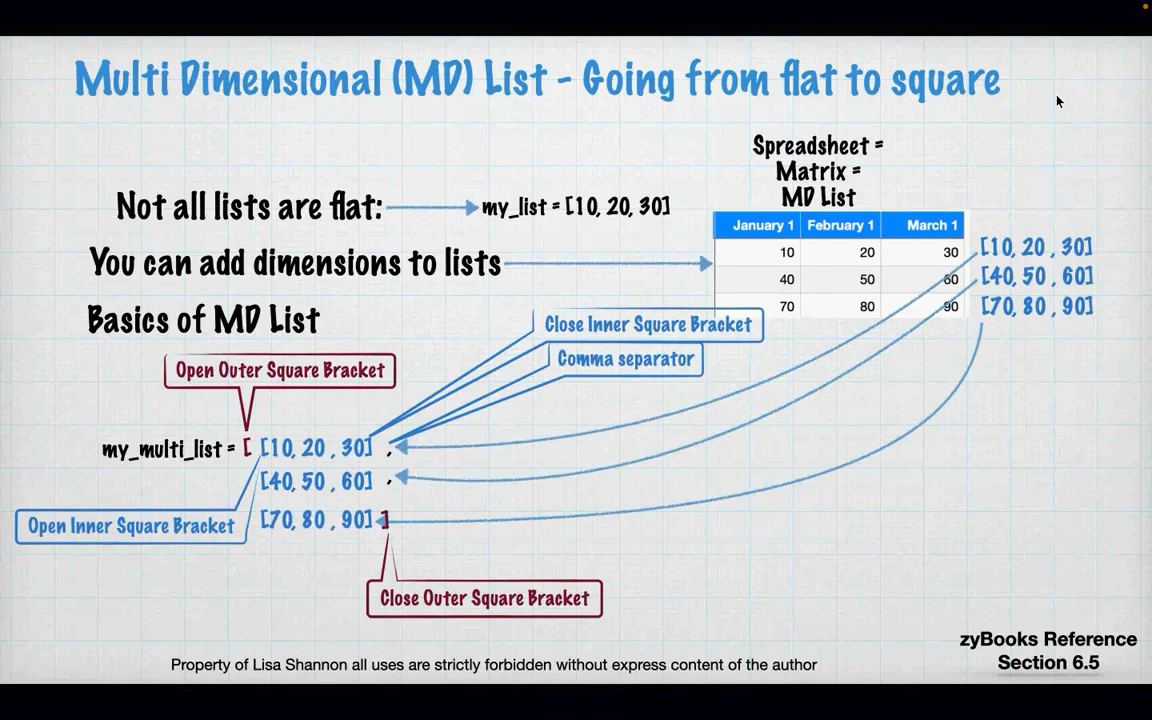 Multi Dimensional (MD) List - Going from flat to square
Spreadsheet =
Matrix =
MD List
Not all lists are flat:
my_list = [10, 20, 30]
You can add dimensions to lists
January 1 February 1 March 1
10 20 30
40 50 60
70 80 90
[10, 20 , 30]
[40, 50 , 60]
[70, 80 , 90]
Basics of MD List
Close Inner Square Bracket
Comma separator
Open Outer Square Bracket
my_multi_list = [ [10, 20 , 30] ,
[40, 50 , 60] ,
[70, 80 , 90] ]
Open Inner Square Bracket
Close Outer Square Bracket
zyBooks Reference
Section 6.5
Property of Lisa Shannon all uses are strictly forbidden without express content of the author